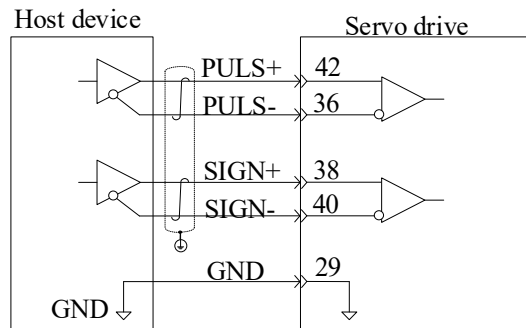 Host device
Servo drive
PULS+ 42
PULS- 36
SIGN+ 38
SIGN- 40
GND 29
GND